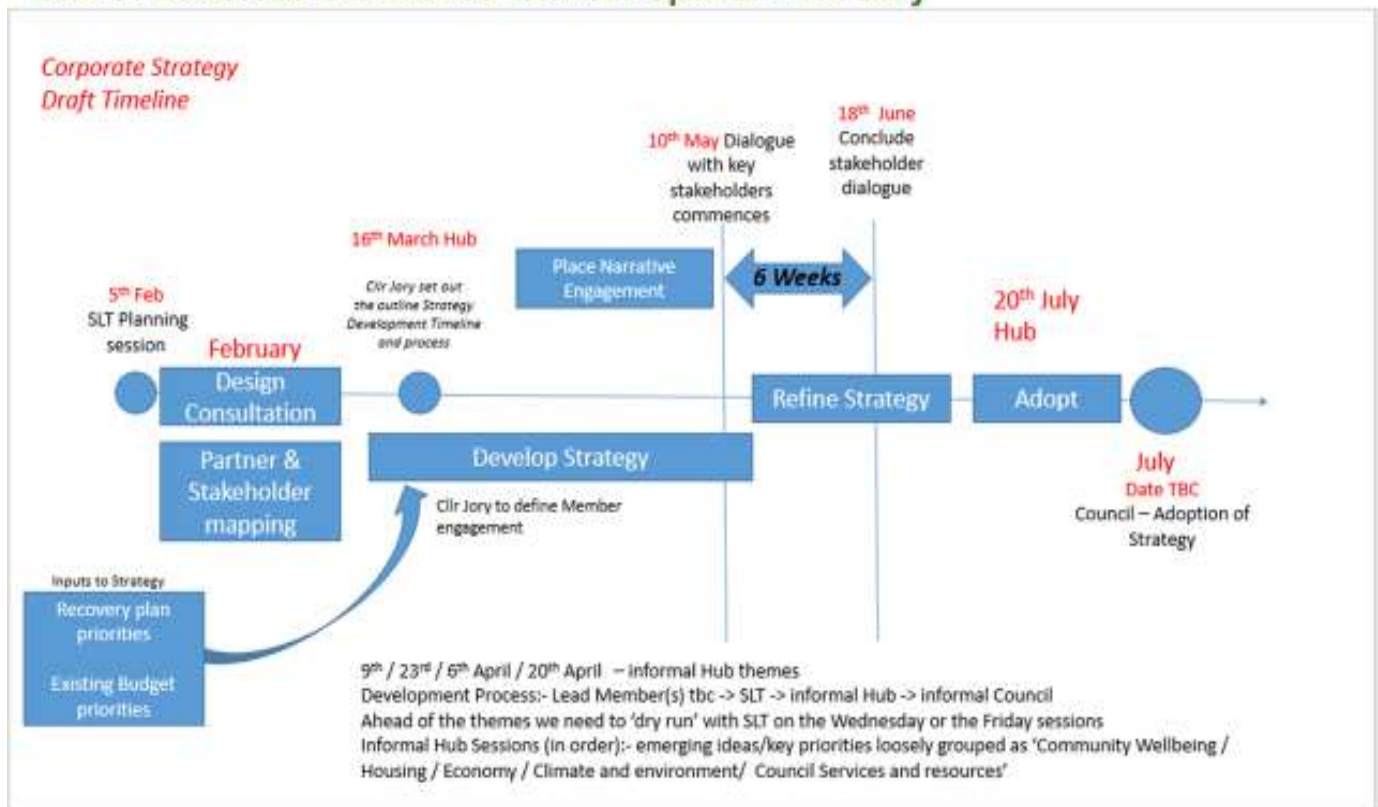 Corporate Strategy
Draft Timeline
18th June
Conclude
stakeholder
dialogue
10th May Dialogue
with key
stakeholders
commences
16th March Hub
Cllr Jory set out
the outline Strategy
Development Timeline
and process
Place Narrative
Engagement
6 Weeks
5th Feb
SLT Planning
session
February
20th July
Hub
Design
Consultation
Refine Strategy
Adopt
Partner &
Stakeholder
mapping
Develop Strategy
Cllr Jory to define Member
engagement
July
Date TBC
Council – Adoption of
Strategy
Inputs to Strategy
Recovery plan
priorities
Existing Budget
priorities
9th / 23rd / 6th April / 20th April – informal Hub themes
Development Process:- Lead Member(s) tbc -> SLT -> informal Hub -> informal Council
Ahead of the themes we need to 'dry run' with SLT on the Wednesday or the Friday sessions
Informal Hub Sessions (in order):- emerging ideas/key priorities loosely grouped as 'Community Wellbeing /
Housing / Economy / Climate and environment/ Council Services and resources'